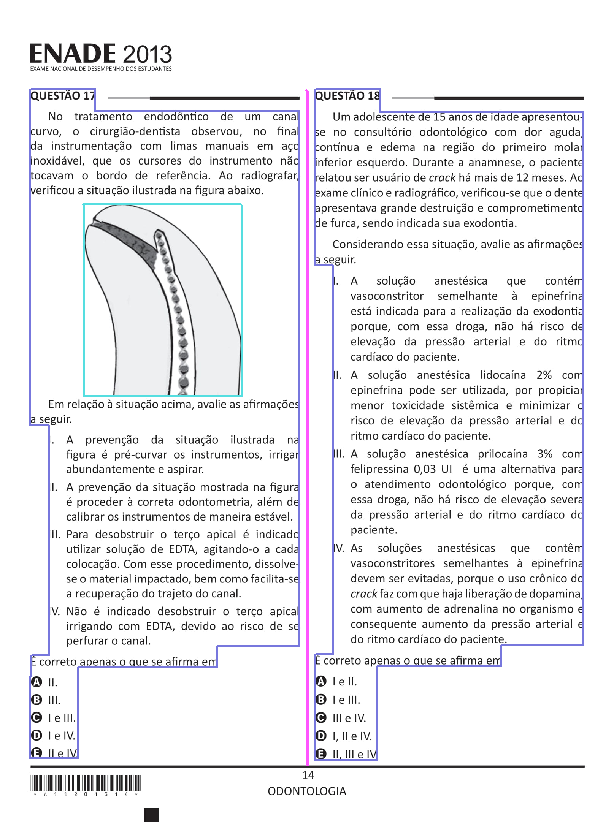 ENADE 2013
EXAME NACIONAL DE DESEMPENHO DOS ESTUDANTES
QUESTÃO 17
No tratamento endodôntico de um canal
curvo, o cirurgião-dentista observou, no final
da instrumentação com limas manuais em aço
inoxidável, que os cursores do instrumento não
tocavam o bordo de referência. Ao radiografar,
verificou a situação ilustrada na figura abaixo.
Em relação à situação acima, avalie as afirmações
a seguir.
I. A prevenção da situação ilustrada na
figura é pré-curvar os instrumentos, irrigar
abundantemente e aspirar.
II. A prevenção da situação mostrada na figura
é proceder à correta odontometria, além de
calibrar os instrumentos de maneira estável.
III. Para desobstruir o terço apical é indicado
utilizar solução de EDTA, agitando-o a cada
colocação. Com esse procedimento, dissolve-
se o material impactado, bem como facilita-se
a recuperação do trajeto do canal.
IV. Não é indicado desobstruir o terço apical
irrigando com EDTA, devido ao risco de se
perfurar o canal.
É correto apenas o que se afirma em
A II.
B III.
C I e III.
D I e IV.
E II e IV.
QUESTÃO 18
Um adolescente de 15 anos de idade apresentou-
se no consultório odontológico com dor aguda,
contínua e edema na região do primeiro molar
inferior esquerdo. Durante a anamnese, o paciente
relatou ser usuário de crack há mais de 12 meses. Ao
exame clínico e radiográfico, verificou-se que o dente
apresentava grande destruição e comprometimento
de furca, sendo indicada sua exodontia.
Considerando essa situação, avalie as afirmações
a seguir.
I. A solução anestésica que contém
vasoconstritor semelhante à epinefrina
está indicada para a realização da exodontia
porque, com essa droga, não há risco de
elevação da pressão arterial e do ritmo
cardíaco do paciente.
II. A solução anestésica lidocaína 2% com
epinefrina pode ser utilizada, por propiciar
menor toxicidade sistêmica e minimizar o
risco de elevação da pressão arterial e do
ritmo cardíaco do paciente.
III. A solução anestésica prilocaína 3% com
felipressina 0,03 UI é uma alternativa para
o atendimento odontológico porque, com
essa droga, não há risco de elevação severa
da pressão arterial e do ritmo cardíaco do
paciente.
IV. As soluções anestésicas que contêm
vasoconstritores semelhantes à epinefrina
devem ser evitadas, porque o uso crônico do
crack faz com que haja liberação de dopamina,
com aumento de adrenalina no organismo e
consequente aumento da pressão arterial e
do ritmo cardíaco do paciente.
É correto apenas o que se afirma em
A I e II.
B I e III.
C III e IV.
D I, II e IV.
E II, III e IV.
14
ODONTOLOGIA